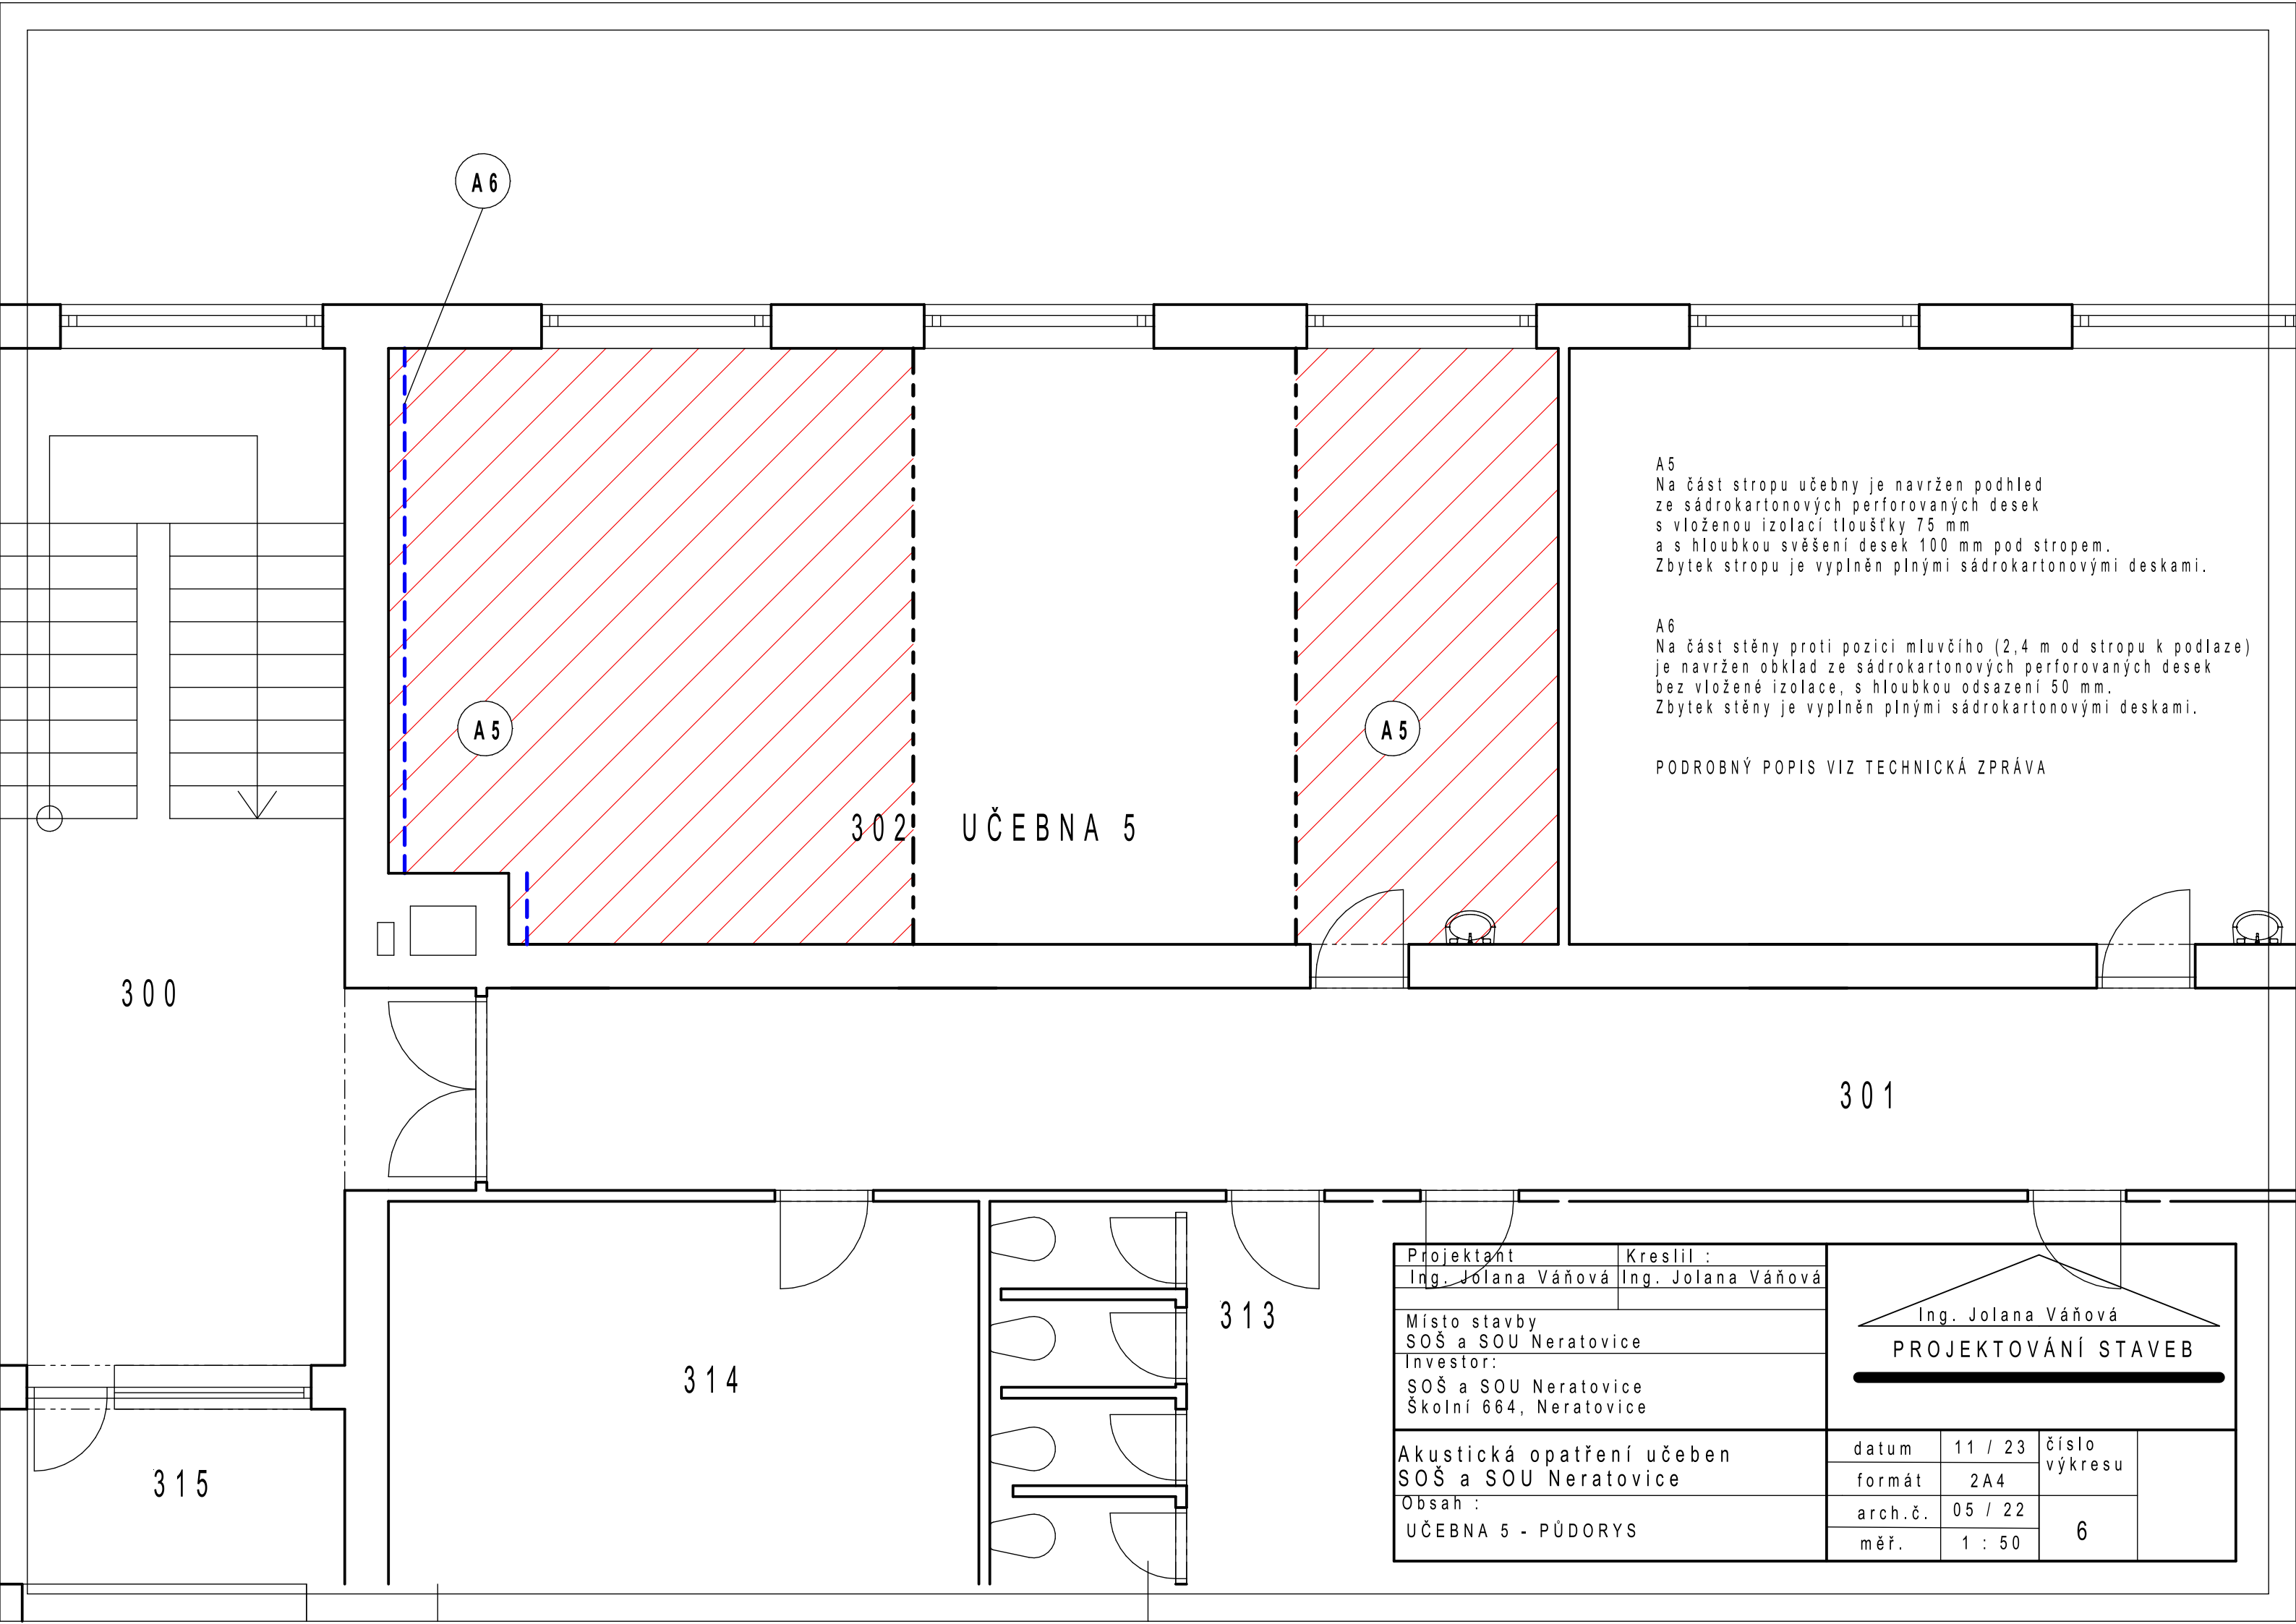 A6
A5
Na část stropu učebny je navržen podhled
ze sádrokartonových perforovaných desek
s vloženou izolací tloušťky 75 mm
a s hloubkou svěšení desek 100 mm pod stropem.
Zbytek stropu je vyplněn plnými sádrokartonovými deskami.
A6
Na část stěny proti pozici mluvčího (2,4 m od stropu k podlaze)
je navržen obklad ze sádrokartonových perforovaných desek
bez vložené izolace, s hloubkou odsazení 50 mm.
Zbytek stěny je vyplněn plnými sádrokartonovými deskami.
PODROBNÝ POPIS VIZ TECHNICKÁ ZPRÁVA
A5
A5
302 UČEBNA 5
300
301
313
314
315
Projektant Kreslil :
Ing. Jolana Váňová Ing. Jolana Váňová
Místo stavby
SOŠ a SOU Neratovice
Investor:
SOŠ a SOU Neratovice
Školní 664, Neratovice
Ing. Jolana Váňová
PROJEKTOVÁNÍ STAVEB
Akustická opatření učeben
SOŠ a SOU Neratovice
Obsah :
UČEBNA 5 - PŮDORYS
datum 11 / 23
formát 2A4
arch.č. 05 / 22
měř. 1 : 50
číslo
výkresu
6